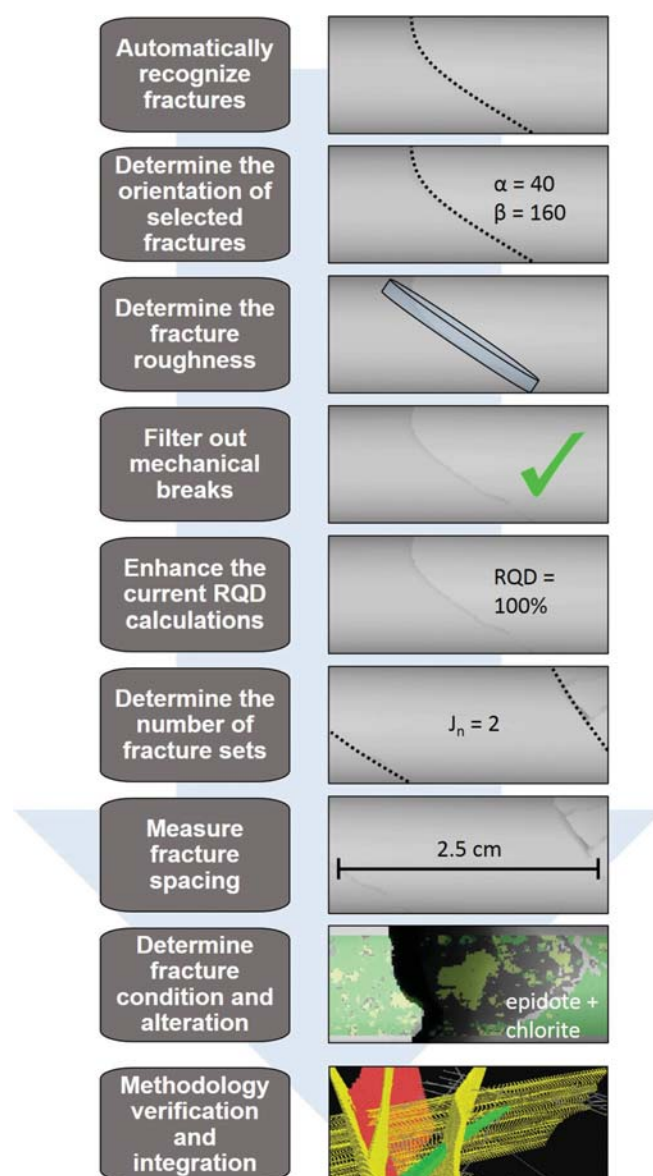 Automatically
recognize
fractures
Determine the
orientation of
selected
fractures
α = 40
β = 160
Determine the
fracture
roughness
Filter out
mechanical
breaks
Enhance the
current RQD
calculations
RQD =
100%
Determine the
number of
fracture sets
Jn = 2
Measure
fracture
spacing
2.5 cm
Determine
fracture
condition and
alteration
epidote +
chlorite
Methodology
verification
and
integration